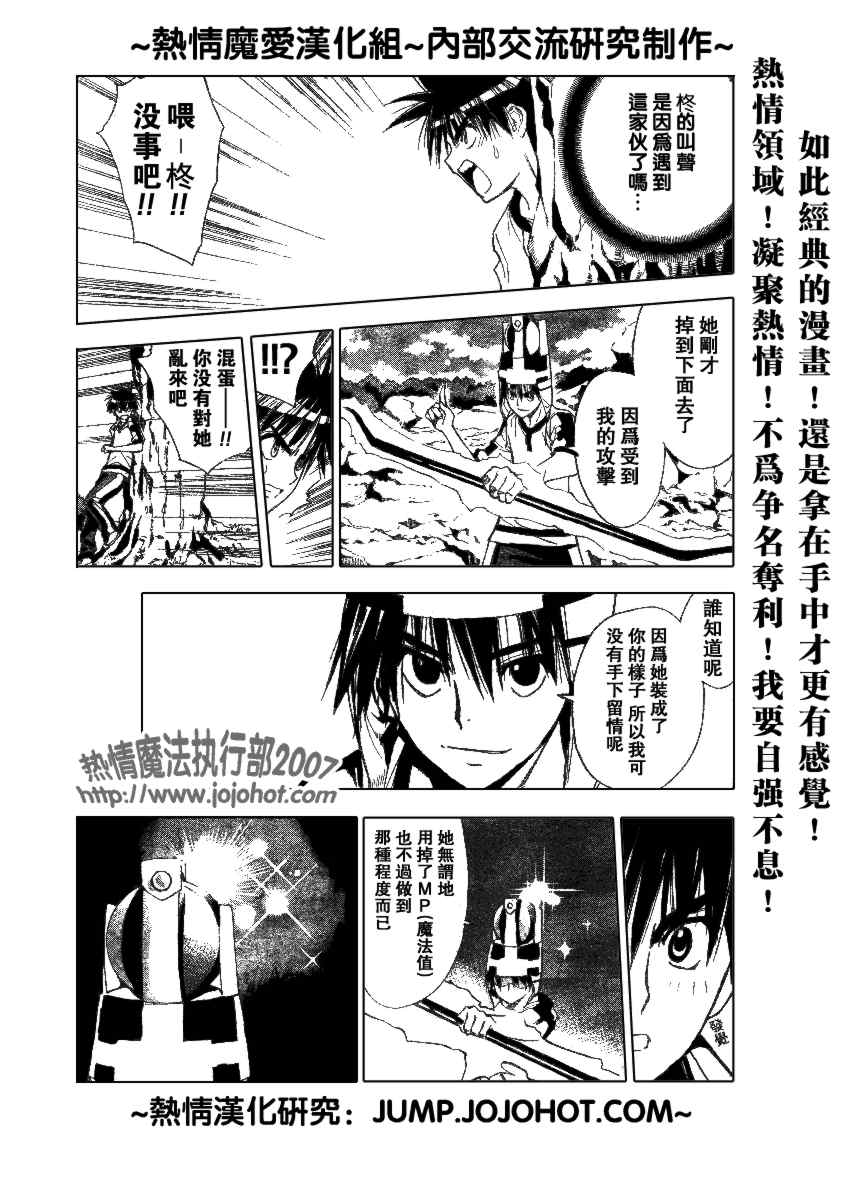 ~熱情魔愛漢化組~內部交流研究制作~
如此經典的漫畫！還是拿在手中才更有感覺！
熱情領域！凝聚熱情！不爲争名奪利！我要自强不息！
柊的叫聲
是因爲遇到
這家伙了嗎…
喂－柊!!
没事吧!!
她剛才
掉到下面去了
因爲受到
我的攻擊
!!?
混蛋——!!
你没有對她
亂來吧
誰知道呢
因爲她裝成了
你的樣子 所以我可
没有手下留情呢
熱情魔法执行部2007
http://www.jojohot.com
發覺
她無謂地
用掉了MP(魔法值)
也不過做到
那種程度而已
~熱情漢化研究：JUMP.JOJOHOT.COM~